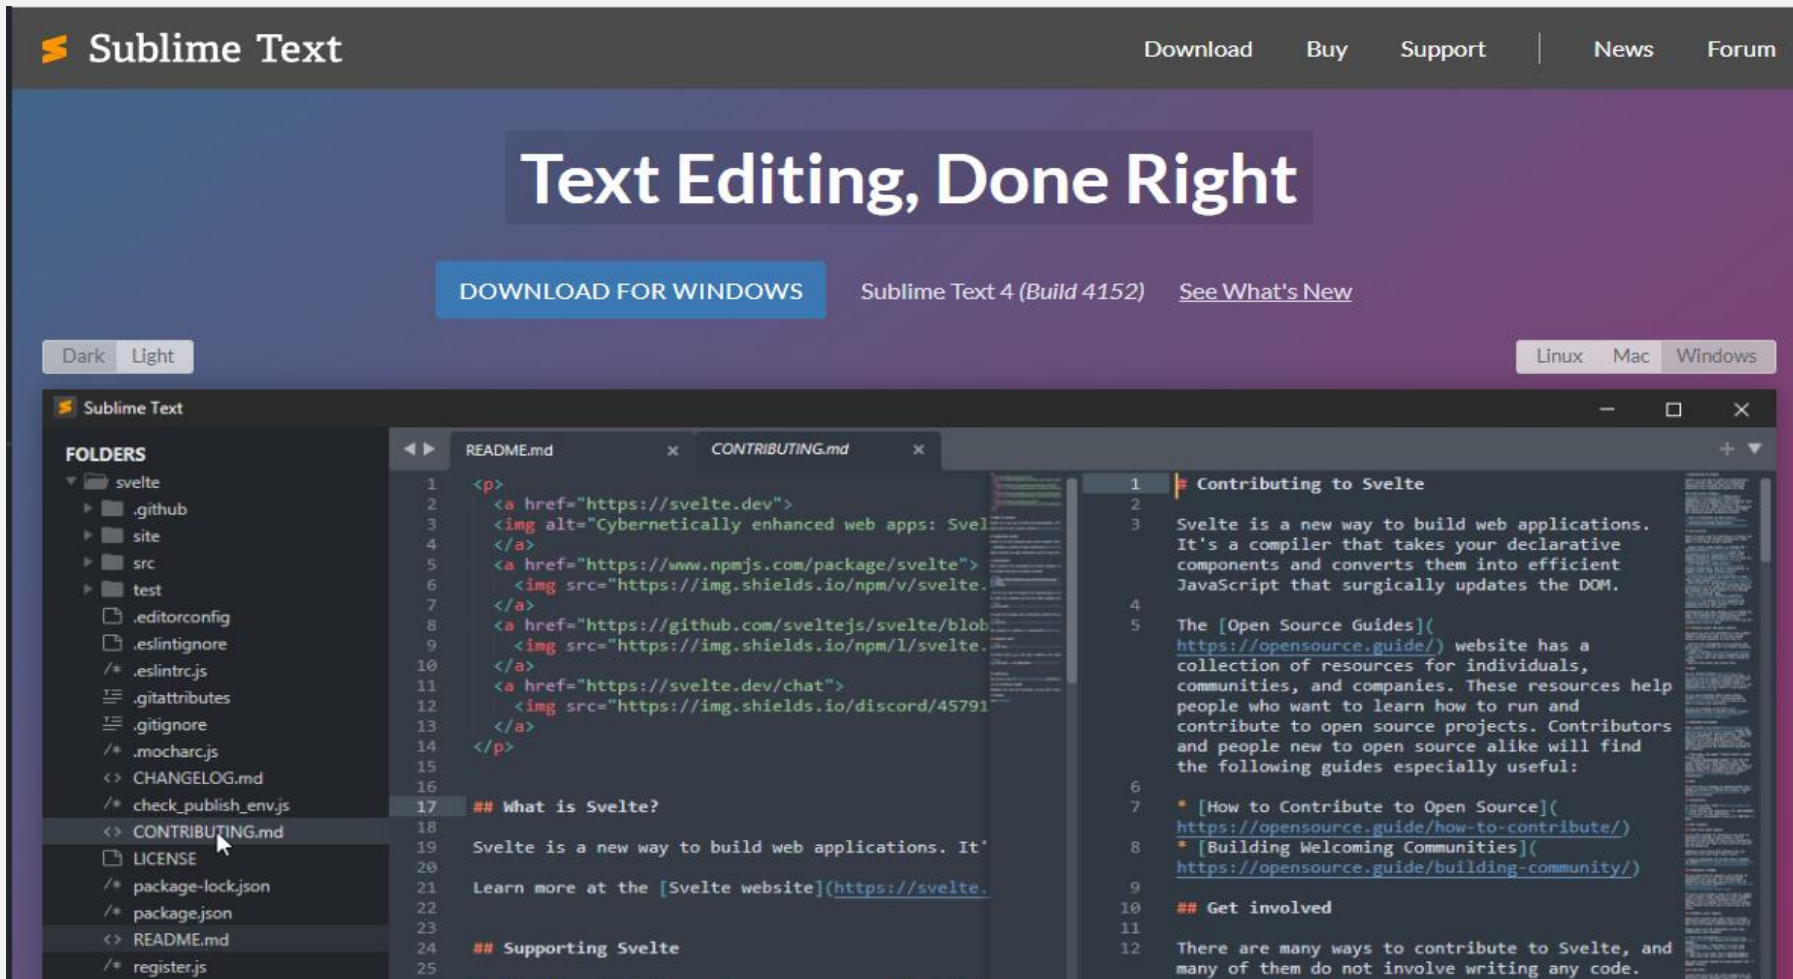 Sublime Text
Download Buy Support News Forum
Text Editing, Done Right
DOWNLOAD FOR WINDOWS Sublime Text 4 (Build 4152) See What's New
Dark Light
Linux Mac Windows
Sublime Text
FOLDERS
svelte
.github
site
src
test
.editorconfig
.eslintignore
/* .eslintrc.js
.gitattributes
.gitignore
/* .mocharc.js
<> CHANGELOG.md
/* check_publish_env.js
<> CONTRIBUTING.md
LICENSE
/* package-lock.json
/* package.json
<> README.md
/* register.js
README.md
CONTRIBUTING.md
1 <p>
2 <a href="https://svelte.dev">
3 <img alt="Cybernetically enhanced web apps: Svel
4 </a>
5 <a href="https://www.npmjs.com/package/svelte">
6 <img src="https://img.shields.io/npm/v/svelte.
7 </a>
8 <a href="https://github.com/sveltejs/svelte/blob
9 <img src="https://img.shields.io/npm/l/svelte.
10 </a>
11 <a href="https://svelte.dev/chat">
12 <img src="https://img.shields.io/discord/45791
13 </a>
14 </p>
15
16
17 ## What is Svelte?
18
19 Svelte is a new way to build web applications. It'
20
21 Learn more at the [Svelte website](https://svelte.
22
23
24 ## Supporting Svelte
25
1 # Contributing to Svelte
2
3 Svelte is a new way to build web applications.
It's a compiler that takes your declarative
components and converts them into efficient
JavaScript that surgically updates the DOM.
4
5 The [Open Source Guides](
https://opensource.guide/) website has a
collection of resources for individuals,
communities, and companies. These resources help
people who want to learn how to run and
contribute to open source projects. Contributors
and people new to open source alike will find
the following guides especially useful:
6
7 * [How to Contribute to Open Source](
https://opensource.guide/how-to-contribute/)
8 * [Building Welcoming Communities](
https://opensource.guide/building-community/)
9
10 ## Get involved
11
12 There are many ways to contribute to Svelte, and
many of them do not involve writing any code.